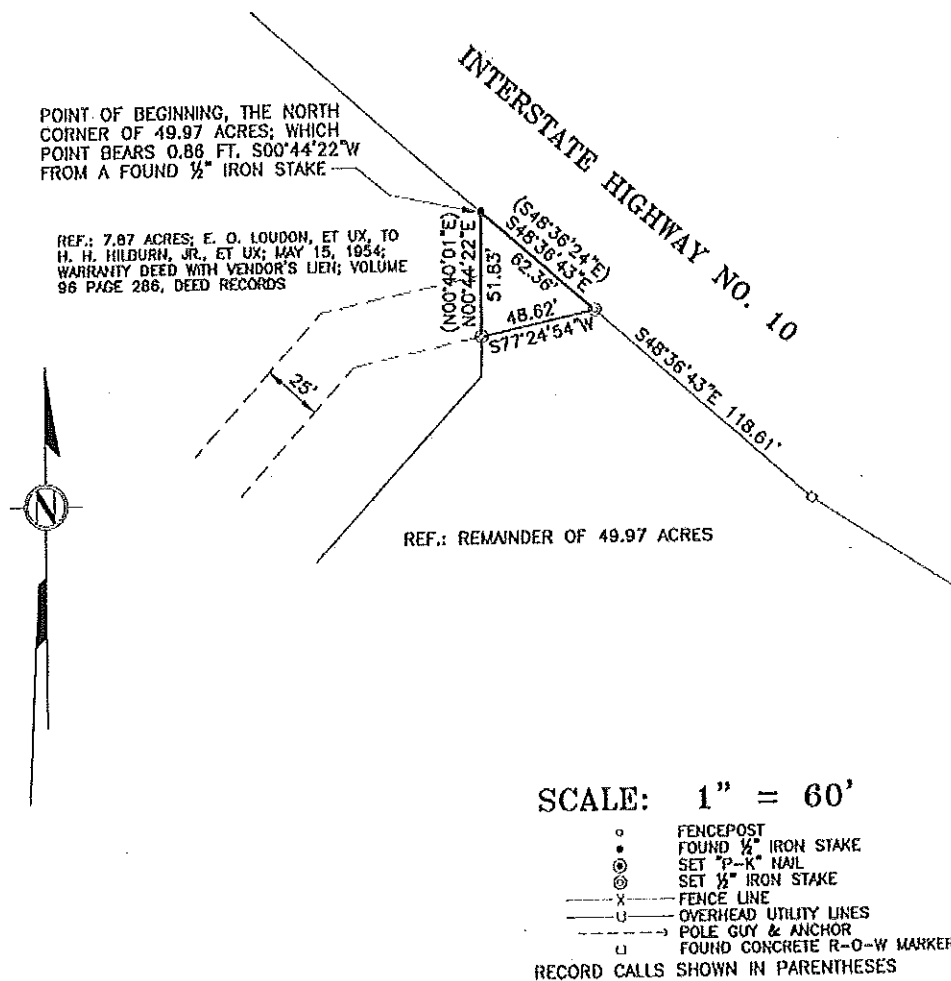 INTERSTATE HIGHWAY NO. 10
POINT OF BEGINNING, THE NORTH
CORNER OF 49.97 ACRES; WHICH
POINT BEARS 0.86 FT. S00°44'22"W
FROM A FOUND ½" IRON STAKE
REF.: 7.87 ACRES; E. O. LOUDON, ET UX, TO
H. H. HILBURN, JR., ET UX; MAY 15, 1954;
WARRANTY DEED WITH VENDOR'S LIEN; VOLUME
96 PAGE 286, DEED RECORDS
(N00°40'01"E)
N00°44'22"E
51.83'
(S48°36'24"E)
S48°36'43"E
62.36'
48.62'
S77°24'54"W
S48°36'43"E 118.61'
25'
N
REF.: REMAINDER OF 49.97 ACRES
SCALE: 1" = 60'
FENCEPOST
FOUND ½" IRON STAKE
SET "P-K" NAIL
SET ½" IRON STAKE
X FENCE LINE
U OVERHEAD UTILITY LINES
POLE GUY & ANCHOR
FOUND CONCRETE R-O-W MARKER
RECORD CALLS SHOWN IN PARENTHESES